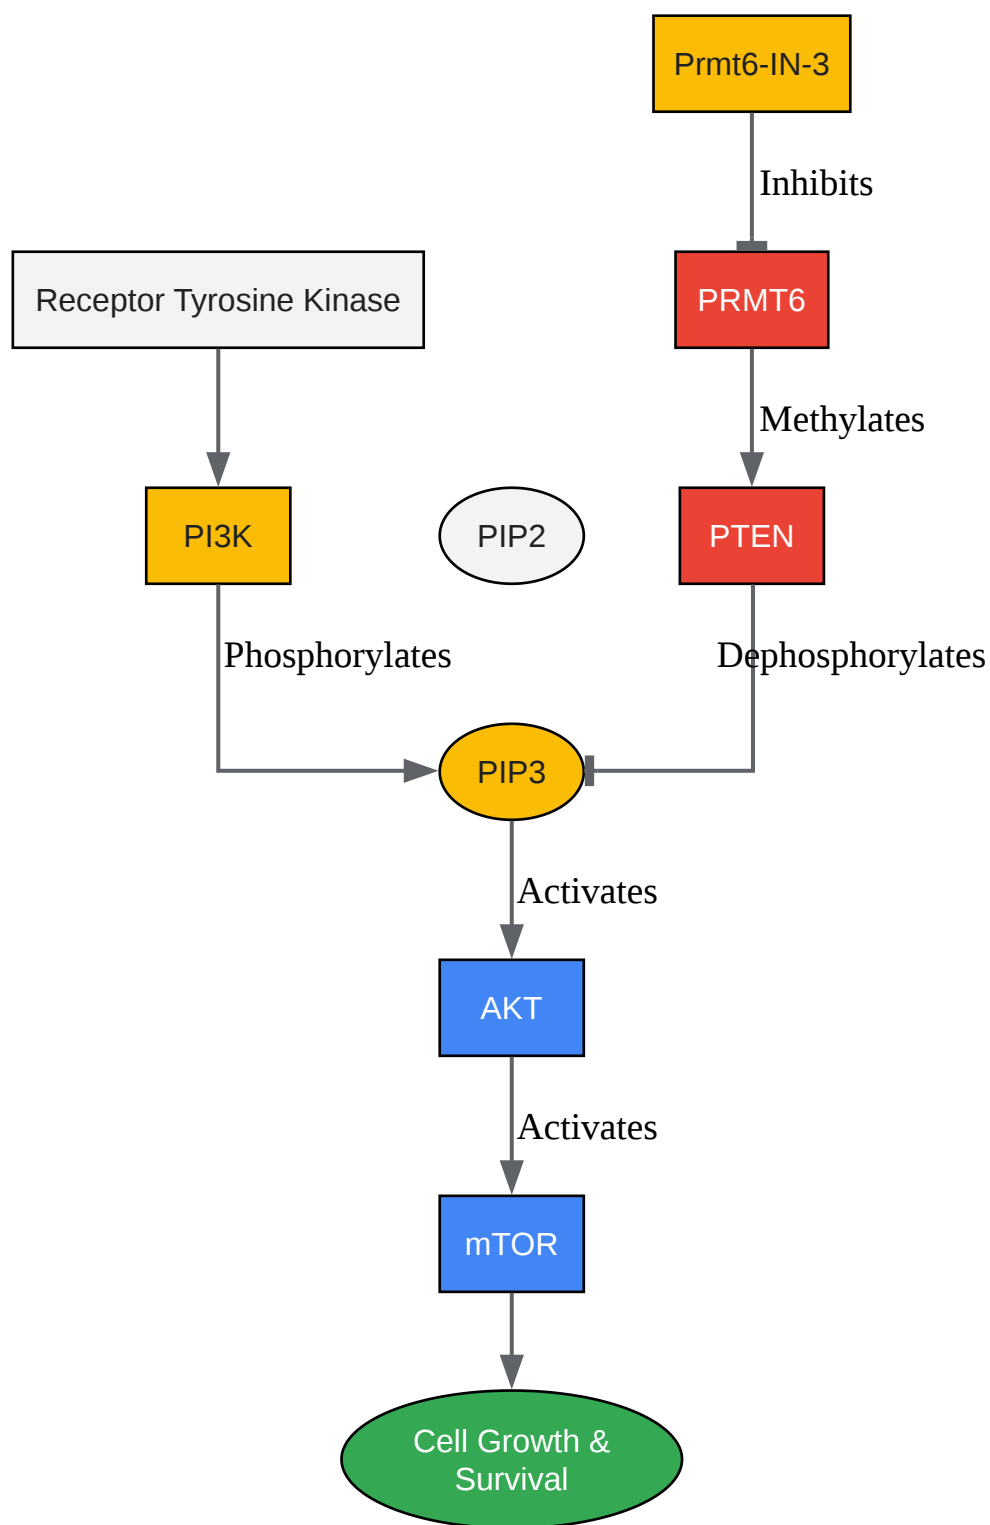 Prmt6-IN-3
Inhibits
Receptor Tyrosine Kinase
PRMT6
Methylates
PI3K
PIP2
PTEN
Phosphorylates
Dephosphorylates
PIP3
Activates
AKT
Activates
mTOR
Cell Growth &
Survival